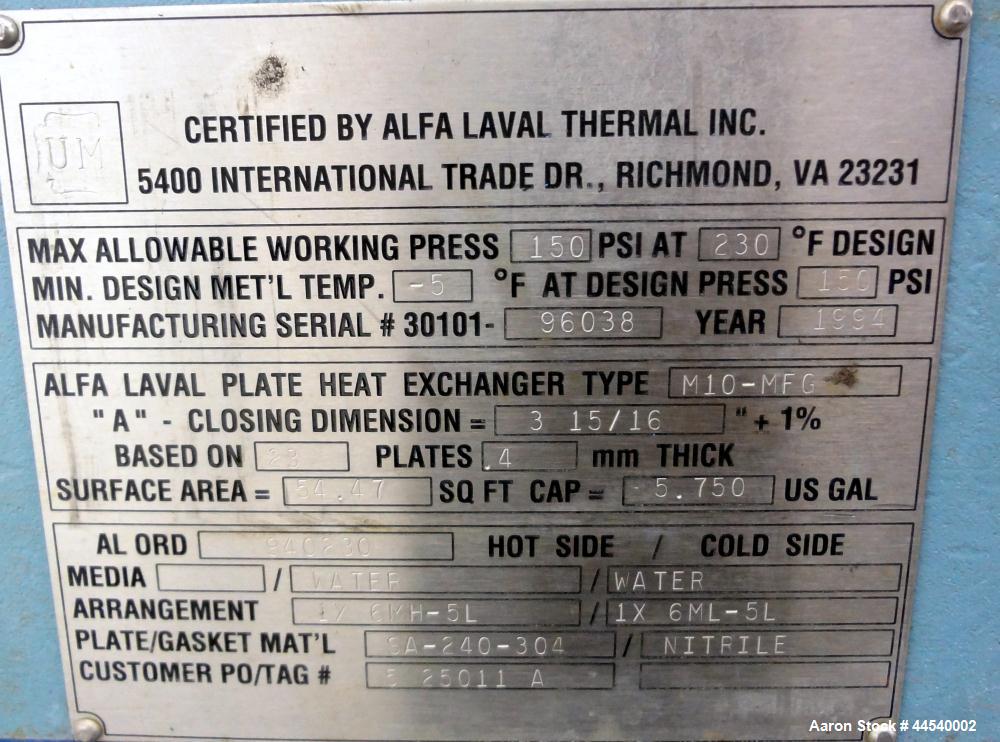 UM
CERTIFIED BY ALFA LAVAL THERMAL INC.
5400 INTERNATIONAL TRADE DR., RICHMOND, VA 23231
MAX ALLOWABLE WORKING PRESS 150 PSI AT 230 °F DESIGN
MIN. DESIGN MET'L TEMP. -5 °F AT DESIGN PRESS 150 PSI
MANUFACTURING SERIAL # 30101- 96038 YEAR 1994
ALFA LAVAL PLATE HEAT EXCHANGER TYPE M10-MFG
"A" - CLOSING DIMENSION = 3 15/16 " + 1%
BASED ON 23 PLATES .4 mm THICK
SURFACE AREA = 54.47 SQ FT CAP = 5.750 US GAL
AL ORD 940230 HOT SIDE / COLD SIDE
MEDIA / WATER / WATER
ARRANGEMENT 1X 6MH-5L / 1X 6ML-5L
PLATE/GASKET MAT'L SA-240-304 / NITRILE
CUSTOMER PO/TAG # 5 25011 A
Aaron Stock # 44540002